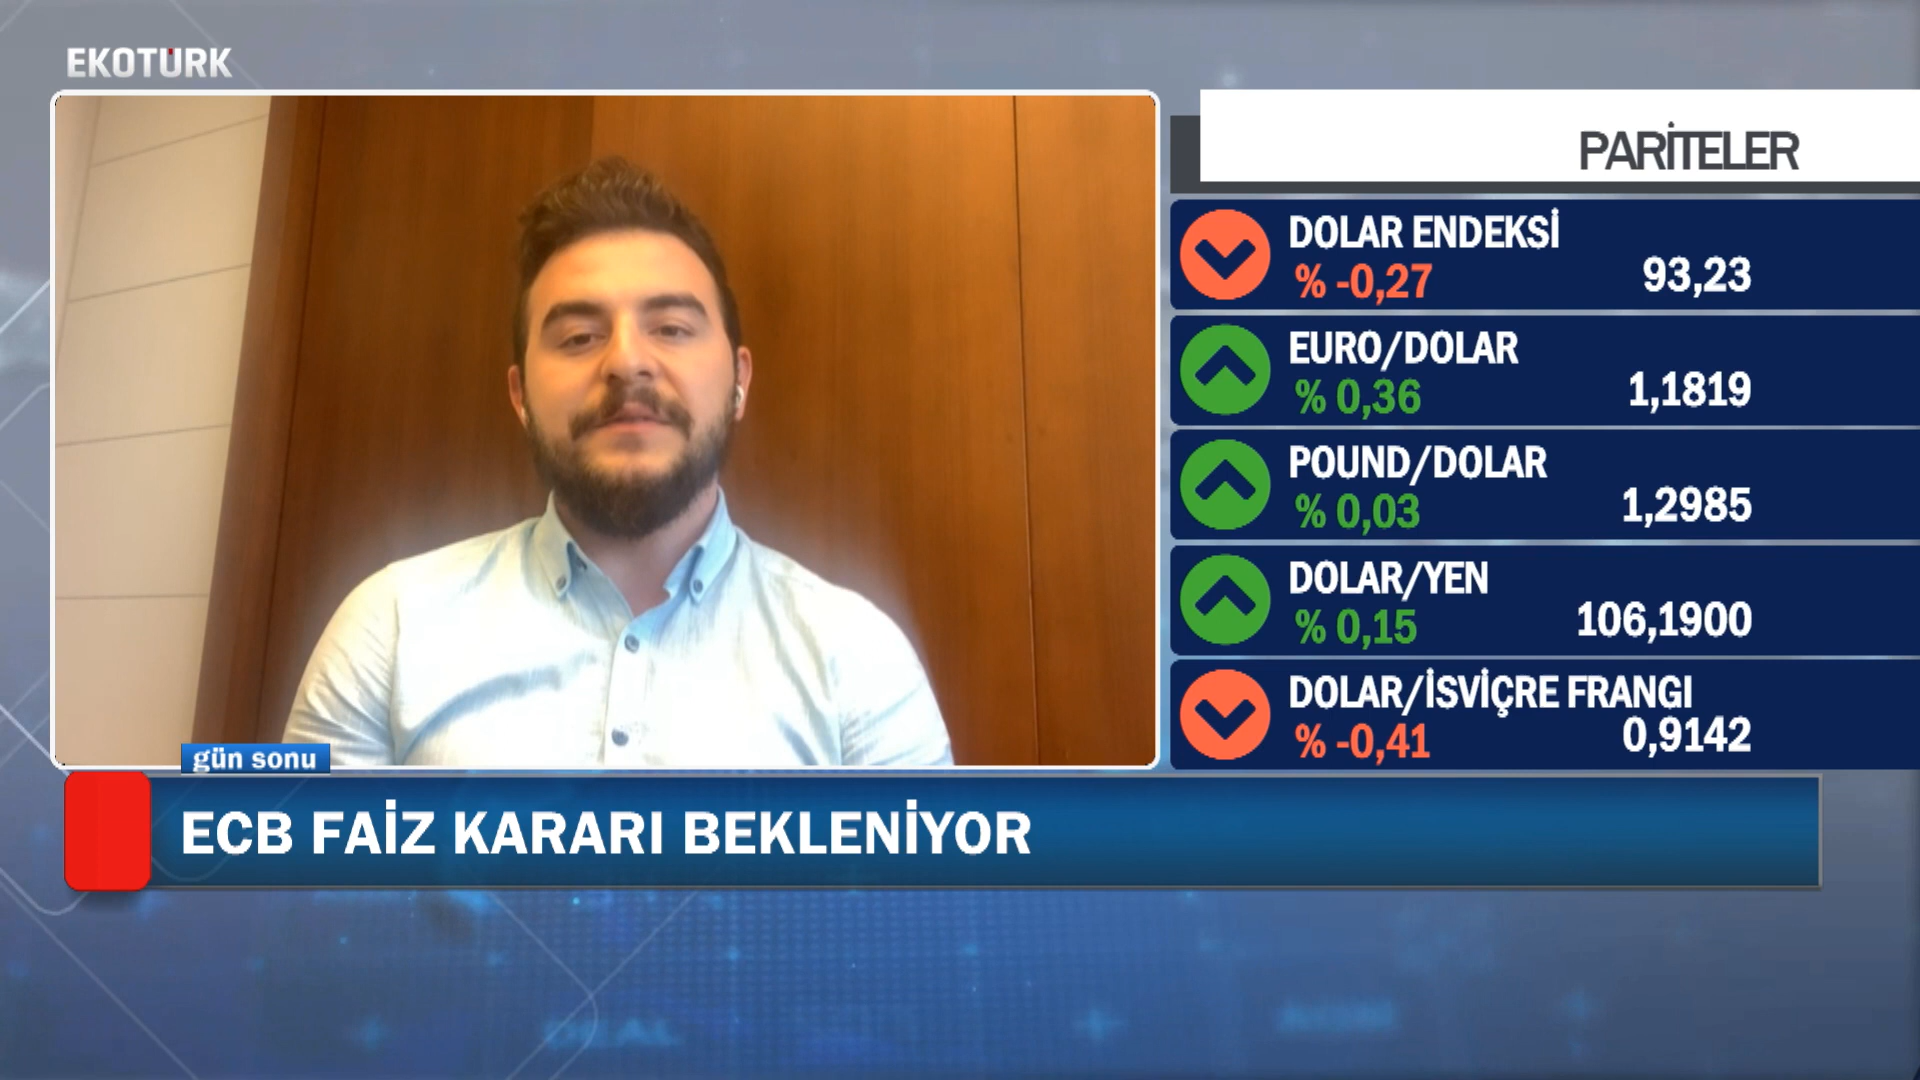 EKOTÜRK
PARİTELER
DOLAR ENDEKSİ
% -0,27
93,23
EURO/DOLAR
% 0,36
1,1819
POUND/DOLAR
% 0,03
1,2985
DOLAR/YEN
% 0,15
106,1900
DOLAR/İSVİÇRE FRANGI
% -0,41
0,9142
gün sonu
ECB FAİZ KARARI BEKLENİYOR